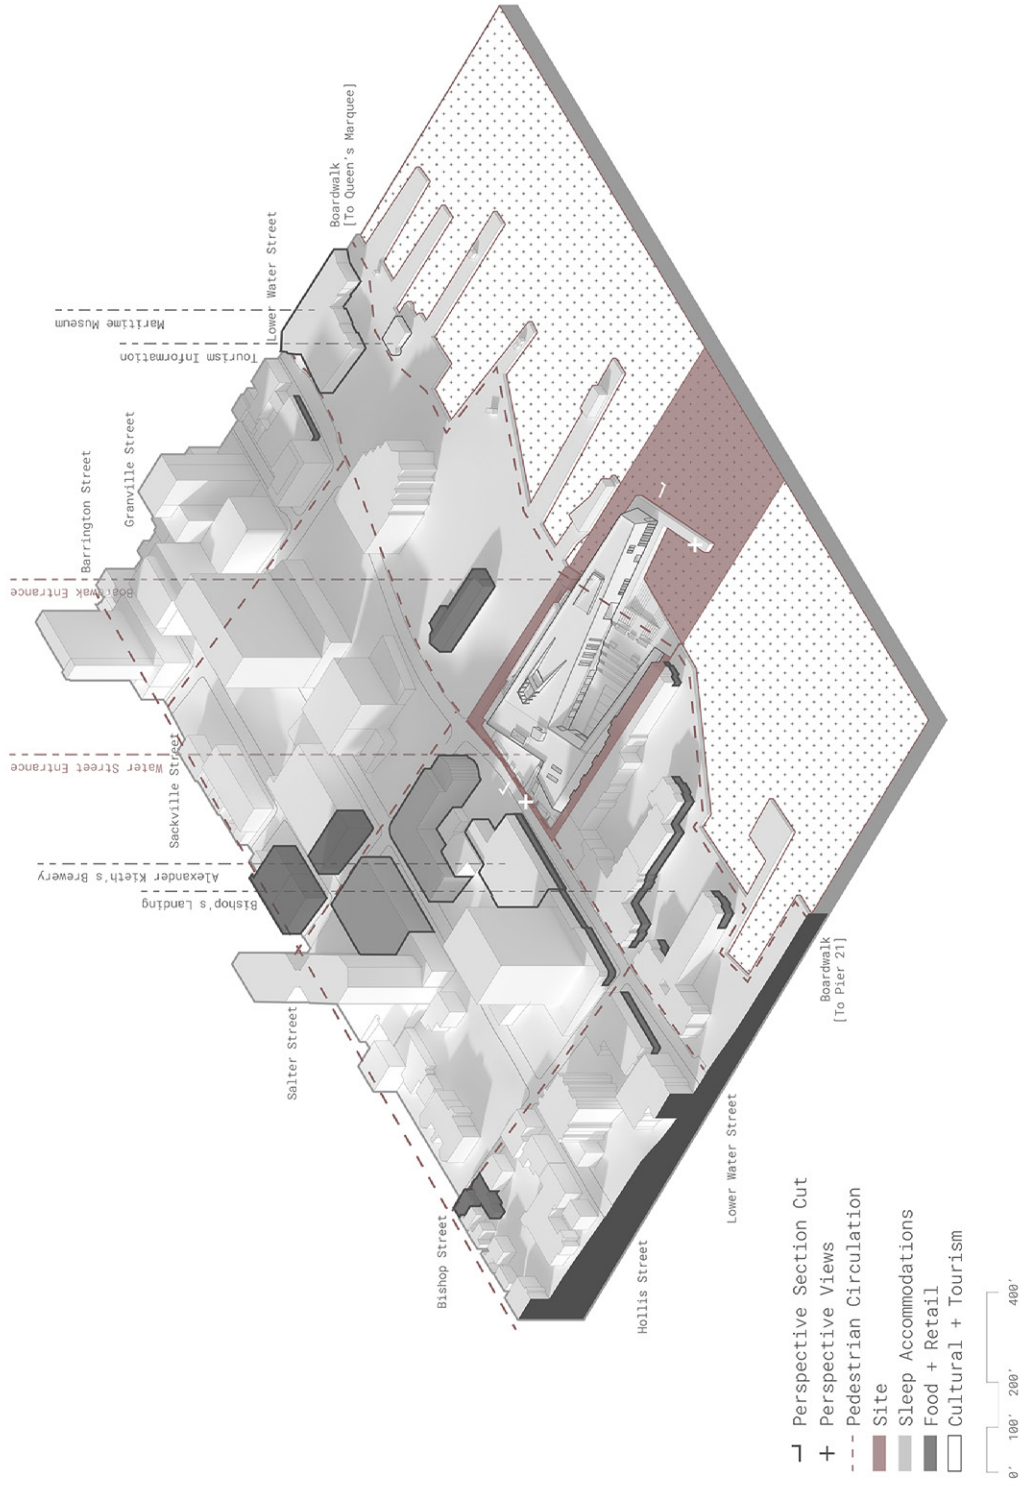 Maritime Museum
Tourism Information
Lower Water Street
Boardwalk
[To Queen's Marquee]
Granville Street
Barrington Street
Boardwak Entrance
Water Street Entrance
Sackville Street
Alexander Kieth's Brewery
Bishop's Landing
Salter Street
Bishop Street
Hollis Street
Lower Water Street
Boardwalk
[To Pier 21]
Perspective Section Cut
Perspective Views
Pedestrian Circulation
Site
Sleep Accommodations
Food + Retail
Cultural + Tourism
0' 100' 200' 400'